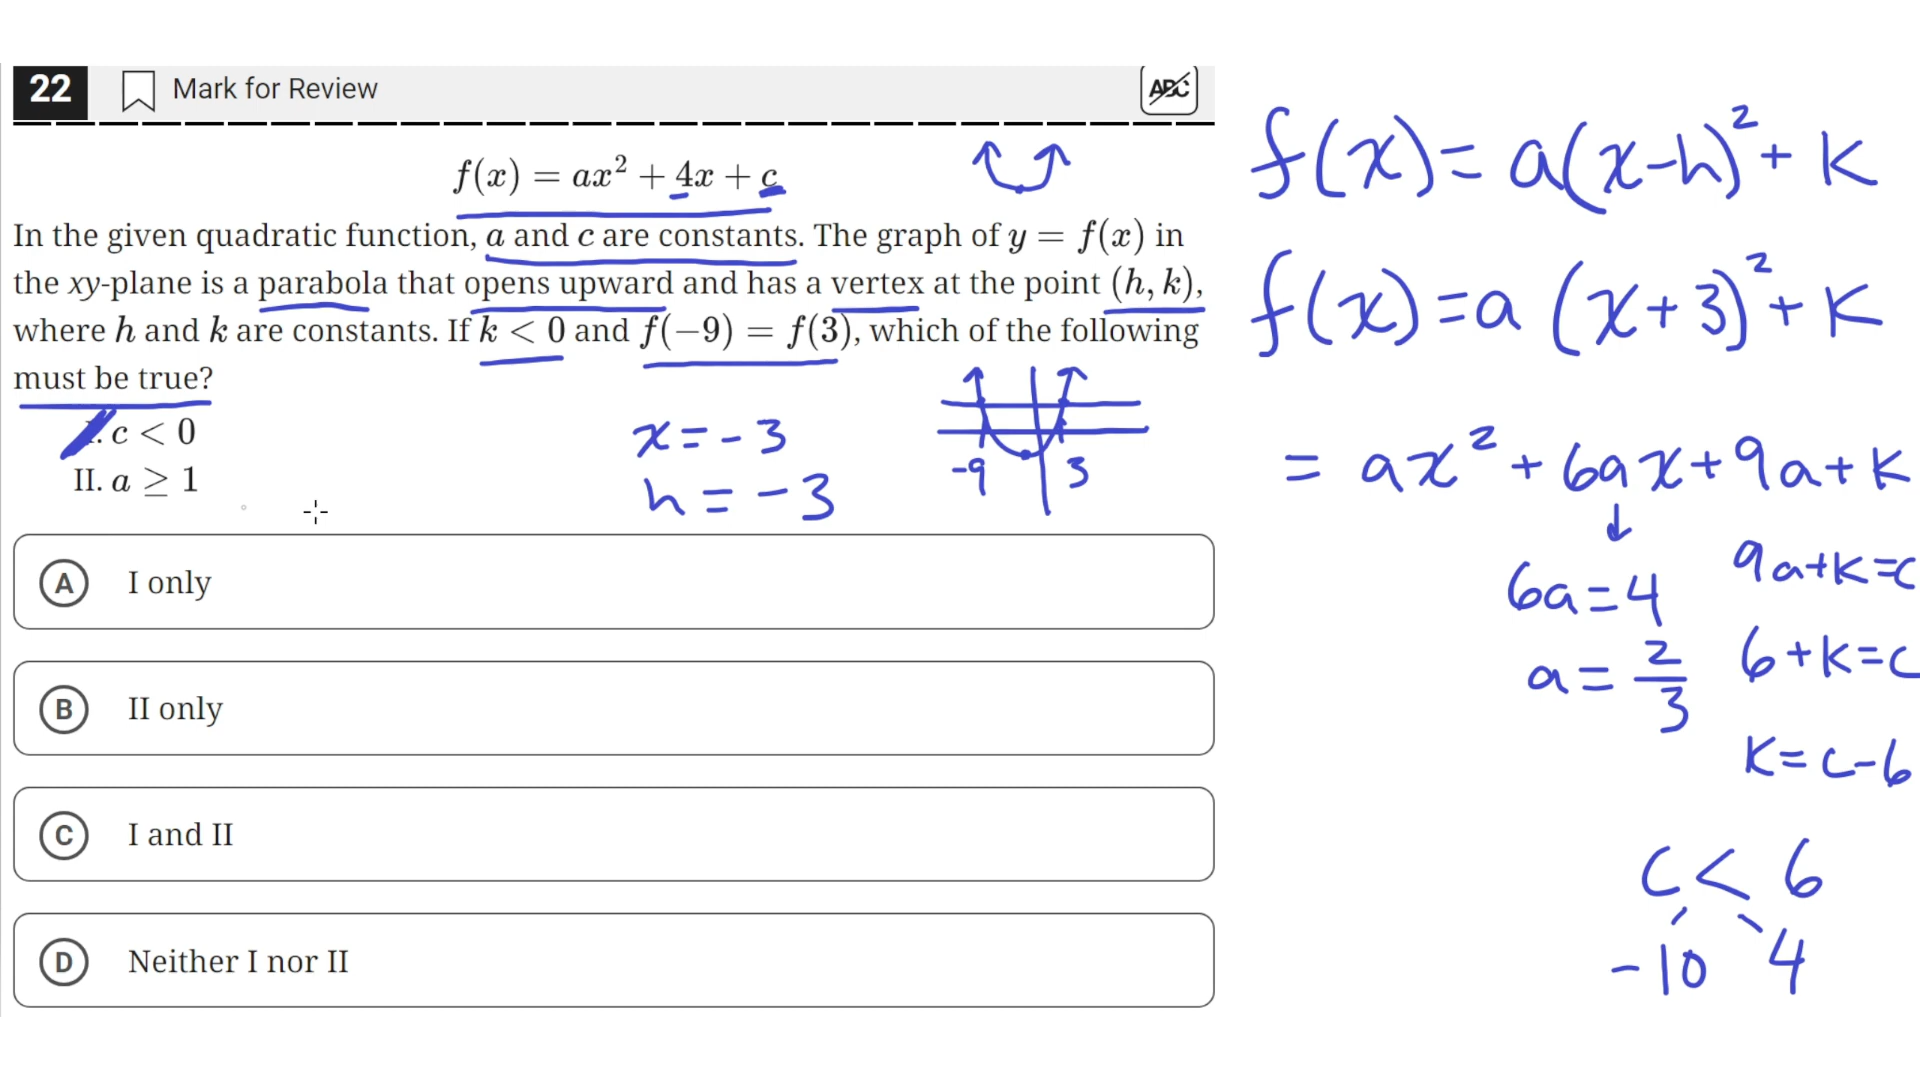 22 Mark for Review ABC
f(x) = ax² + 4x + c
In the given quadratic function, a and c are constants. The graph of y = f(x) in
the xy-plane is a parabola that opens upward and has a vertex at the point (h, k),
where h and k are constants. If k < 0 and f(−9) = f(3), which of the following
must be true?
. c < 0
II. a ≥ 1
x = -3
h = -3
-9 3
A I only
B II only
C I and II
D Neither I nor II
f(x) = a(x-h)² + k
f(x) = a (x+3)² + k
= ax² + 6ax + 9a + k
6a = 4
a = 2/3
9a+k=c
6+k=c
k=c-6
c < 6
-10 4